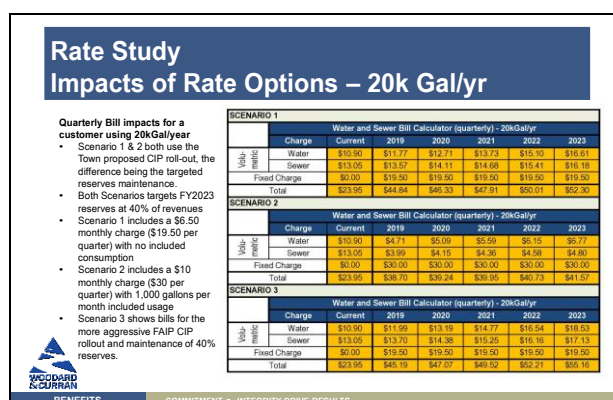 Rate Study
Impacts of Rate Options – 20k Gal/yr
Quarterly Bill impacts for a
customer using 20kGal/year
• Scenario 1 & 2 both use the
Town proposed CIP roll-out, the
difference being the targeted
reserves maintenance.
• Both Scenarios targets FY2023
reserves at 40% of revenues
• Scenario 1 includes a $6.50
monthly charge ($19.50 per
quarter) with no included
consumption
• Scenario 2 includes a $10
monthly charge ($30 per
quarter) with 1,000 gallons per
month included usage
• Scenario 3 shows bills for the
more aggressive FAIP CIP
rollout and maintenance of 40%
reserves.
SCENARIO 1
Water and Sewer Bill Calculator (quarterly) - 20kGal/yr
Charge Current 2019 2020 2021 2022 2023
Volu-metric
Water $10.90 $11.77 $12.71 $13.73 $15.10 $16.61
Sewer $13.05 $13.57 $14.11 $14.68 $15.41 $16.18
Fixed Charge $0.00 $19.50 $19.50 $19.50 $19.50 $19.50
Total $23.95 $44.84 $46.33 $47.91 $50.01 $52.30
SCENARIO 2
Water and Sewer Bill Calculator (quarterly) - 20kGal/yr
Charge Current 2019 2020 2021 2022 2023
Volu-metric
Water $10.90 $4.71 $5.09 $5.59 $6.15 $6.77
Sewer $13.05 $3.99 $4.15 $4.36 $4.58 $4.80
Fixed Charge $0.00 $30.00 $30.00 $30.00 $30.00 $30.00
Total $23.95 $38.70 $39.24 $39.95 $40.73 $41.57
SCENARIO 3
Water and Sewer Bill Calculator (quarterly) - 20kGal/yr
Charge Current 2019 2020 2021 2022 2023
Volu-metric
Water $10.90 $11.99 $13.19 $14.77 $16.54 $18.53
Sewer $13.05 $13.70 $14.38 $15.25 $16.16 $17.13
Fixed Charge $0.00 $19.50 $19.50 $19.50 $19.50 $19.50
Total $23.95 $45.19 $47.07 $49.52 $52.21 $55.16
WOODARD
&CURRAN
BENEFITS
COMMITMENT & INTEGRITY DRIVE RESULTS